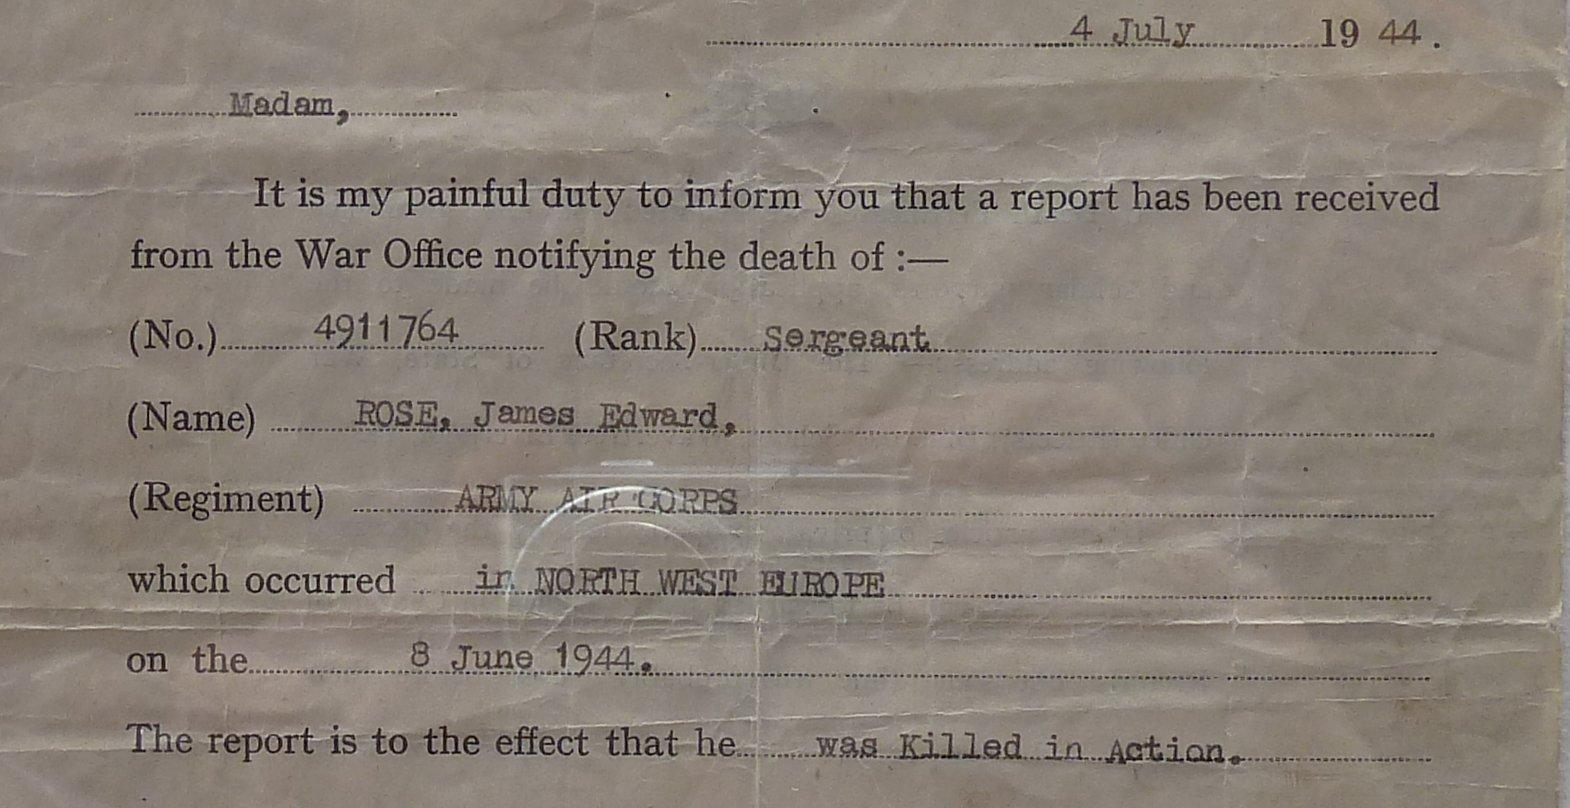 4 July 19 44.
Madam,
It is my painful duty to inform you that a report has been received
from the War Office notifying the death of :—
(No.) 4911764 (Rank) Sergeant
(Name) ROSE, James Edward,
(Regiment) ARMY AIR CORPS
which occurred in NORTH WEST EUROPE
on the 8 June 1944.
The report is to the effect that he was Killed in Action.